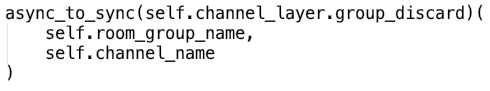 async_to_sync(self.channel_layer.group_discard)(
    self.room_group_name,
    self.channel_name
)